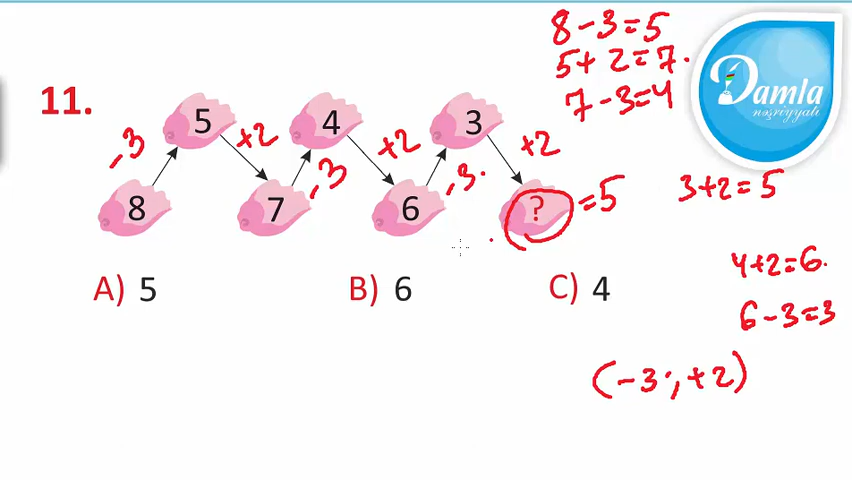 8 - 3 = 5
5 + 2 = 7.
7 - 3 = 4
Damla
nəşriyyatı
11.
5 4 3
-3 +2 -3 +2 -3. +2
8 7 6 ? = 5
3 + 2 = 5
4 + 2 = 6.
6 - 3 = 3
A) 5 B) 6 C) 4
(-3; +2)